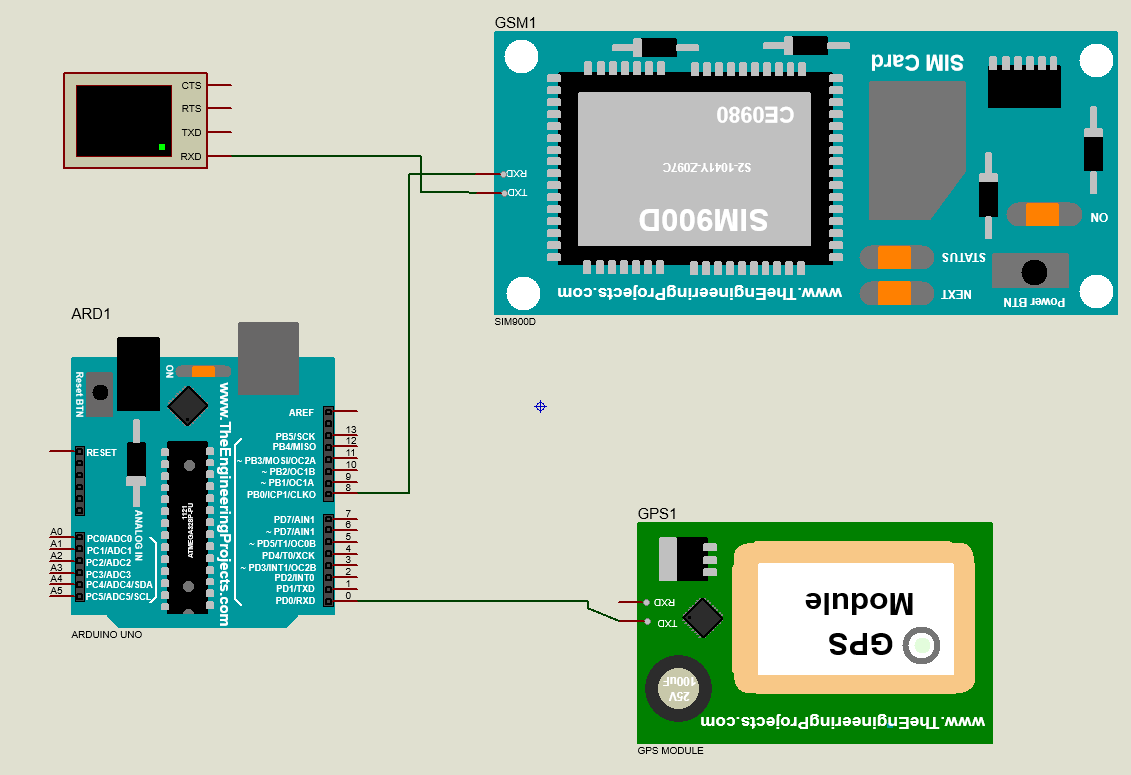 GSM1
CTS
RTS
TXD
RXD
RXD
TXD
SIM Card
CE0980
S2-1041Y-Z097C
SIM900D
ON
STATUS
NEXT
Power BTN
www.TheEngineeringProjects.com
SIM900D
ARD1
Reset BTN
ON
www.TheEngineeringProjects.com
RESET
AREF
PB5/SCK 13
PB4/MISO 12
~ PB3/MOSI/OC2A 11
~ PB2/OC1B 10
~ PB1/OC1A 9
PB0/ICP1/CLKO 8
1121
ATMEGA328P-PU
ANALOG IN
PD7/AIN1 7
~ PD7/AIN1 6
~ PD5/T1/OC0B 5
PD4/T0/XCK 4
~ PD3/INT1/OC2B 3
PD2/INT0 2
PD1/TXD 1
PD0/RXD 0
A0 PC0/ADC0
A1 PC1/ADC1
A2 PC2/ADC2
A3 PC3/ADC3
A4 PC4/ADC4/SDA
A5 PC5/ADC5/SCL
ARDUINO UNO
GPS1
RXD
TXD
GPS
Module
25V
100uF
www.TheEngineeringProjects.com
GPS MODULE